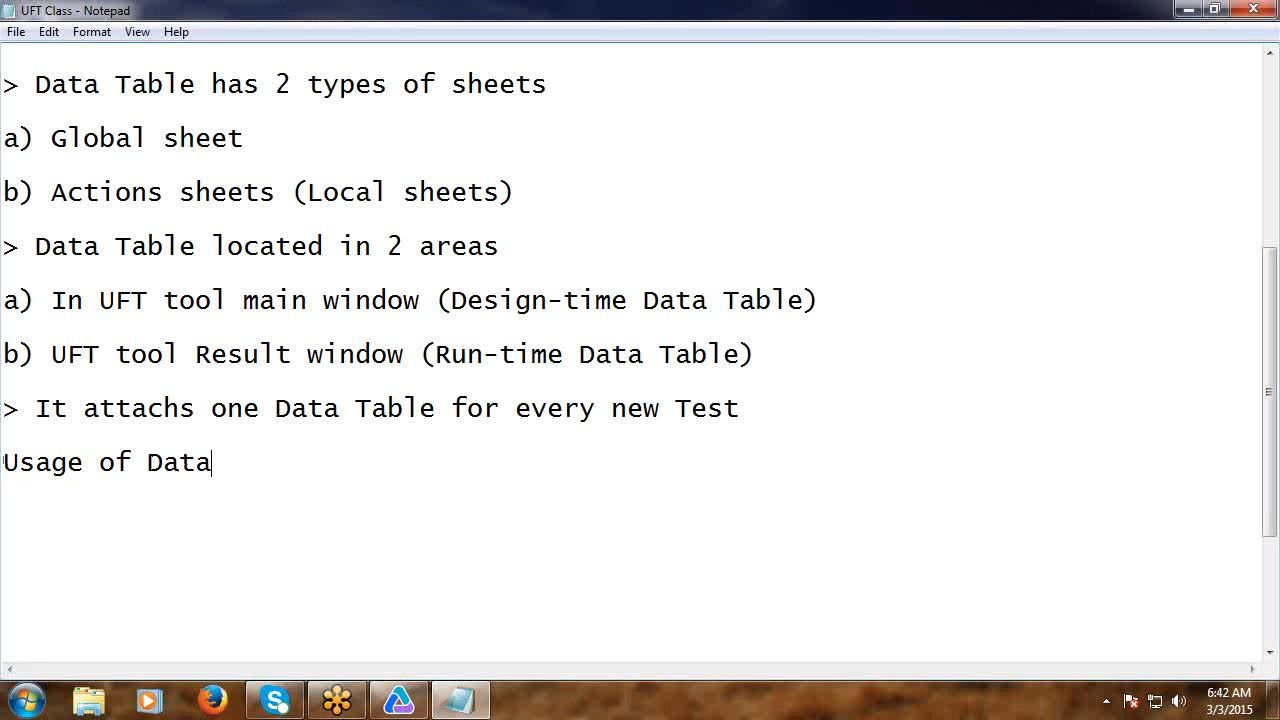 UFT Class - Notepad
File Edit Format View Help
> Data Table has 2 types of sheets
a) Global sheet
b) Actions sheets (Local sheets)
> Data Table located in 2 areas
a) In UFT tool main window (Design-time Data Table)
b) UFT tool Result window (Run-time Data Table)
> It attachs one Data Table for every new Test
Usage of Data
6:42 AM
3/3/2015